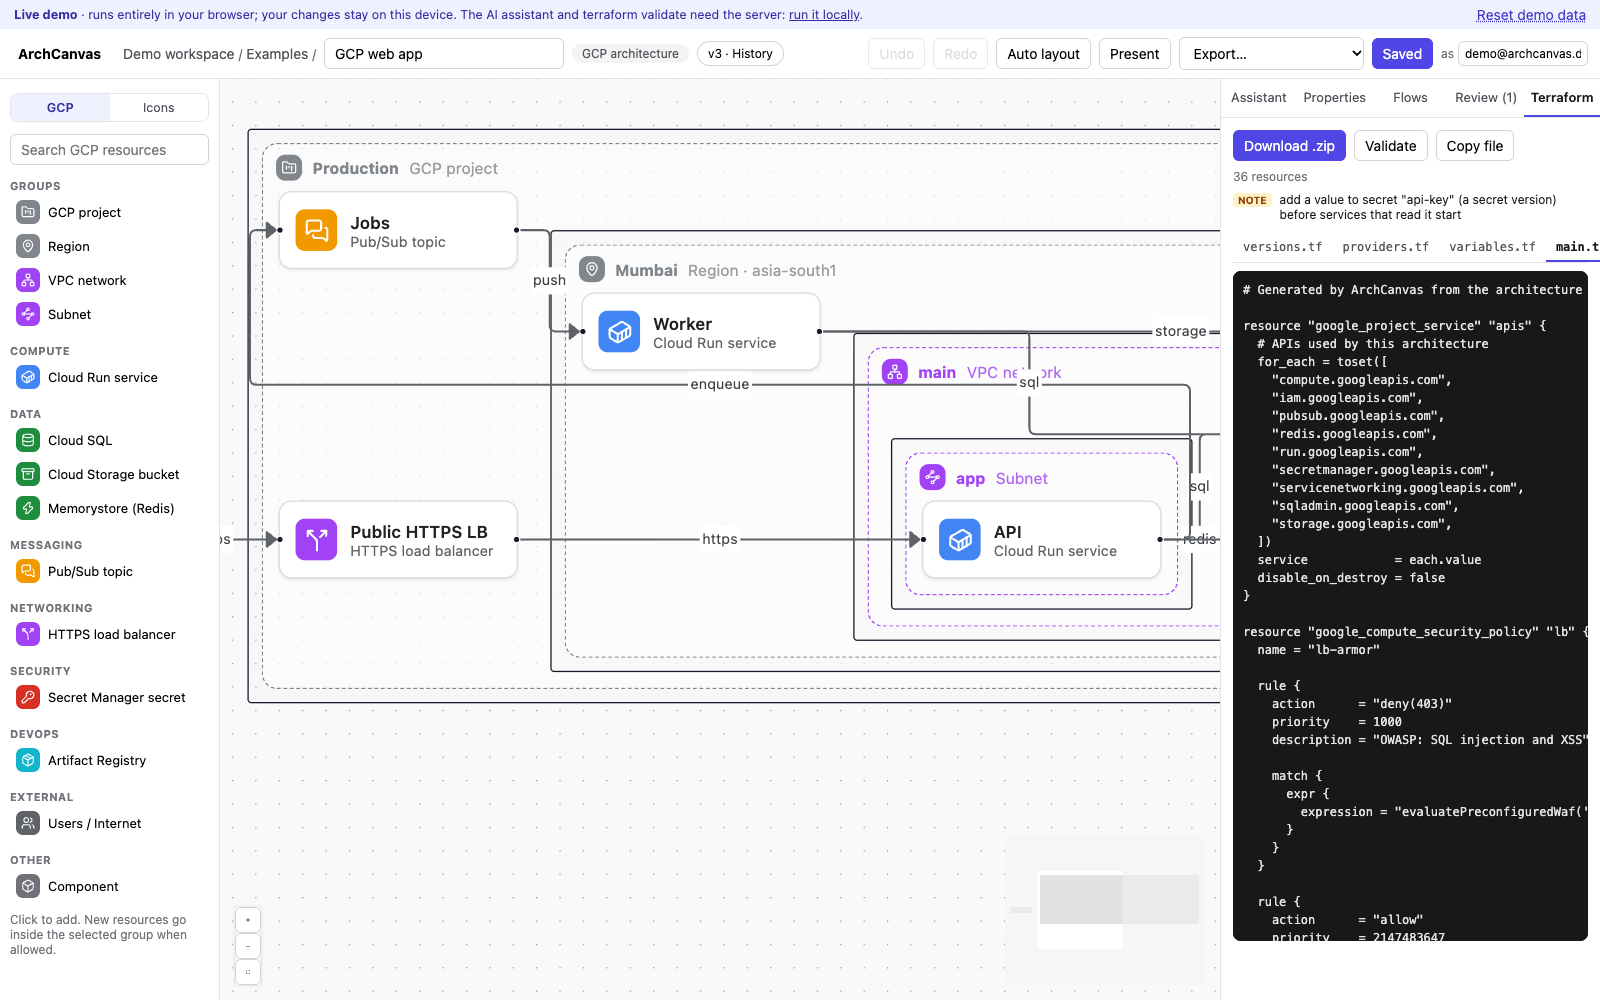 Live demo · runs entirely in your browser; your changes stay on this device. The AI assistant and terraform validate need the server: run it locally.
Reset demo data
ArchCanvas
Demo workspace / Examples /
GCP web app
GCP architecture
v3 · History
Undo
Redo
Auto layout
Present
Export...
Saved
as
demo@archcanvas.d
GCP
Icons
Search GCP resources
GROUPS
GCP project
Region
VPC network
Subnet
COMPUTE
Cloud Run service
DATA
Cloud SQL
Cloud Storage bucket
Memorystore (Redis)
MESSAGING
Pub/Sub topic
NETWORKING
HTTPS load balancer
SECURITY
Secret Manager secret
DEVOPS
Artifact Registry
EXTERNAL
Users / Internet
OTHER
Component
Click to add. New resources go
inside the selected group when
allowed.
Production GCP project
Jobs
Pub/Sub topic
push
Mumbai Region · asia-south1
Worker
Cloud Run service
storage
main VPC network
sql
enqueue
app Subnet
sql
Public HTTPS LB
HTTPS load balancer
https
API
Cloud Run service
redis
Assistant
Properties
Flows
Review (1)
Terraform
Download .zip
Validate
Copy file
36 resources
NOTE add a value to secret "api-key" (a secret version)
before services that read it start
versions.tf
providers.tf
variables.tf
main.t
# Generated by ArchCanvas from the architecture
resource "google_project_service" "apis" {
# APIs used by this architecture
for_each = toset([
"compute.googleapis.com",
"iam.googleapis.com",
"pubsub.googleapis.com",
"redis.googleapis.com",
"run.googleapis.com",
"secretmanager.googleapis.com",
"servicenetworking.googleapis.com",
"sqladmin.googleapis.com",
"storage.googleapis.com",
])
service = each.value
disable_on_destroy = false
}
resource "google_compute_security_policy" "lb" {
name = "lb-armor"
rule {
action = "deny(403)"
priority = 1000
description = "OWASP: SQL injection and XSS"
match {
expr {
expression = "evaluatePreconfiguredWaf('
}
}
}
rule {
action = "allow"
priority = 2147483647